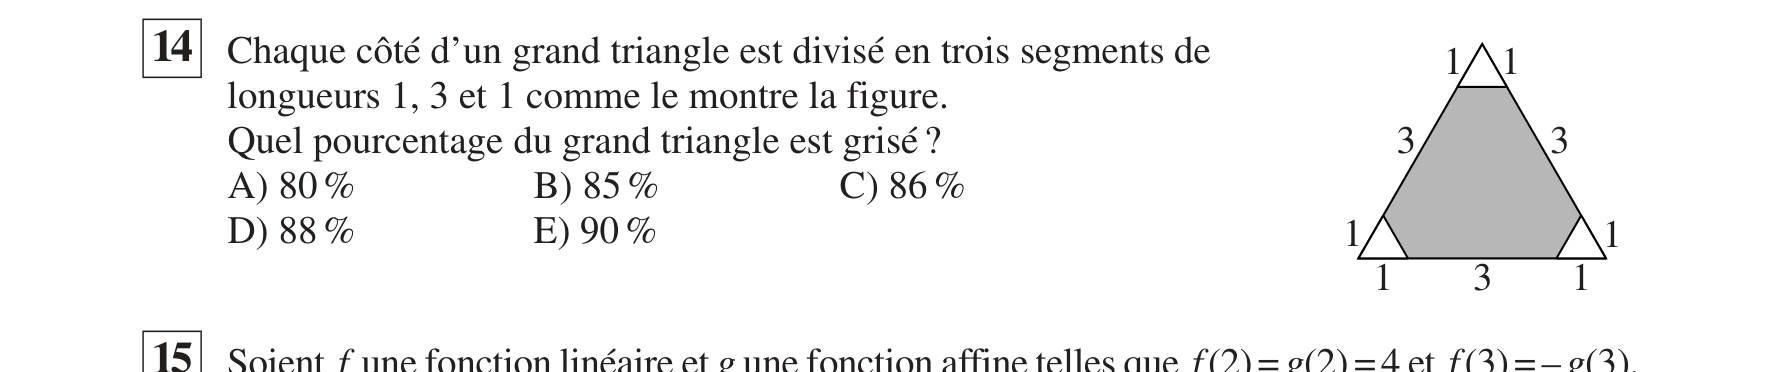 14 Chaque côté d’un grand triangle est divisé en trois segments de
longueurs 1, 3 et 1 comme le montre la figure.
Quel pourcentage du grand triangle est grisé ?
A) 80 % B) 85 % C) 86 %
D) 88 % E) 90 %
1 1
3 3
1 1
1 3 1
15 Soient f une fonction linéaire et g une fonction affine telles que f(2) = g(2) = 4 et f(3) = – g(3).